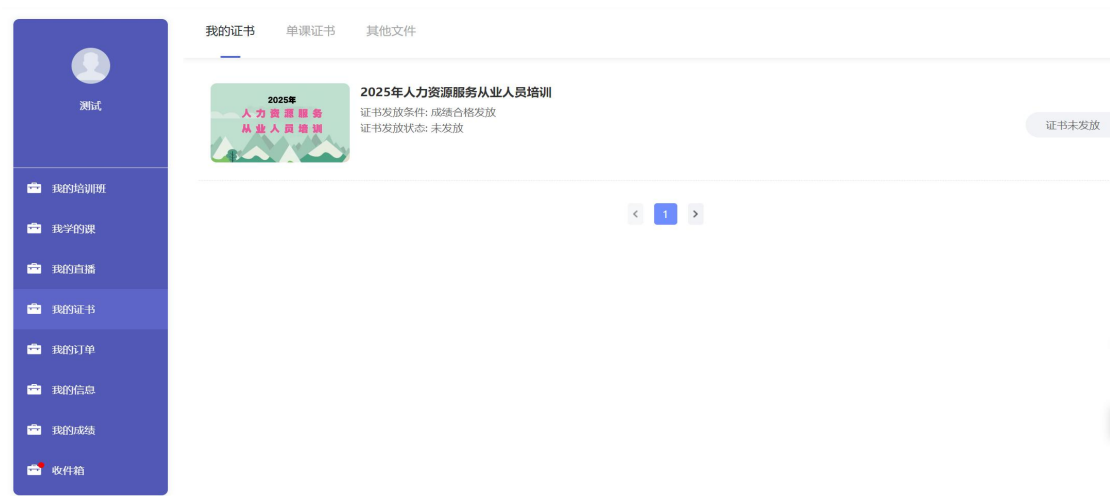 我的证书 单课证书 其他文件
测试
2025年
人力资源服务
从业人员培训
2025年人力资源服务从业人员培训
证书发放条件: 成绩合格发放
证书发放状态: 未发放
证书未发放
我的培训班
我学的课
我的直播
我的证书
我的订单
我的信息
我的成绩
收件箱
< 1 >